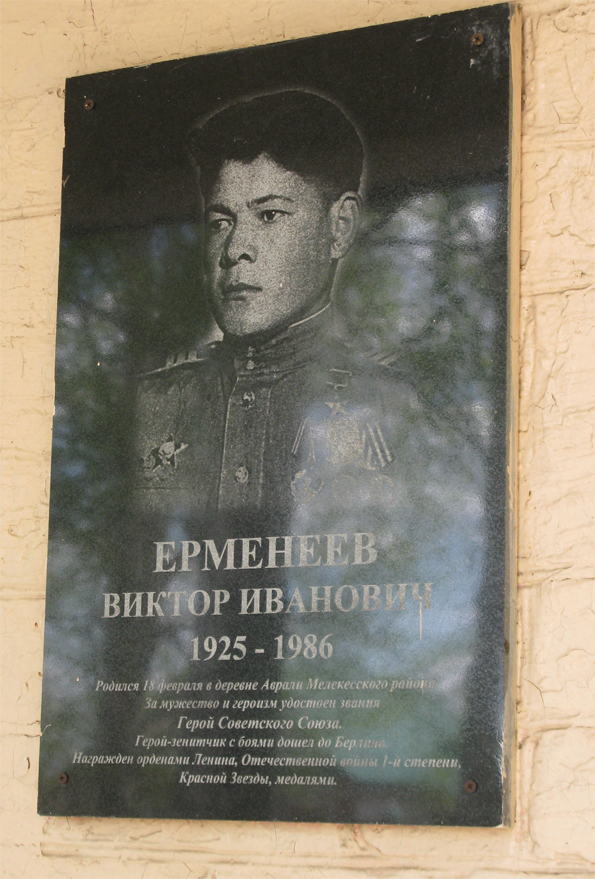 ЕРМЕНЕЕВ
ВИКТОР ИВАНОВИЧ
1925 - 1986
Родился 18 февраля в деревне Аврали Мелекесского района
За мужество и героизм удостоен звания
Герой Советского Союза.
Герой-зенитчик с боями дошел до Берлина.
Награжден орденами Ленина, Отечественной войны 1-й степени,
Красной Звезды, медалями.